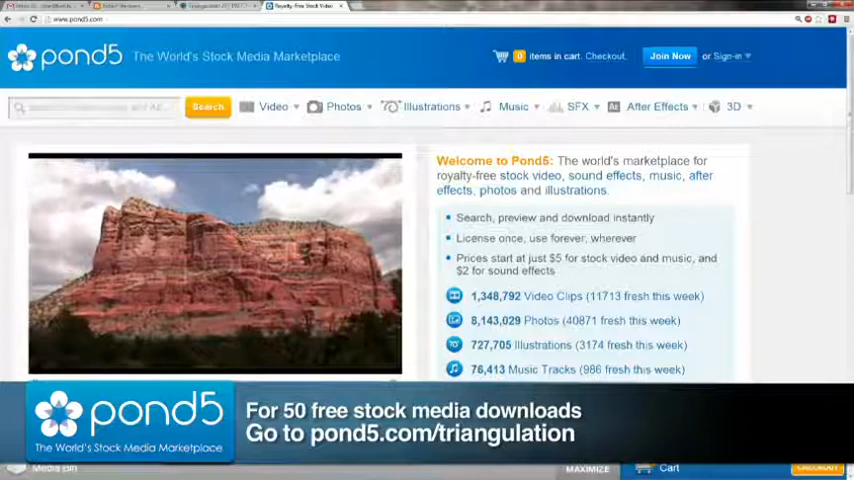 Royalty-Free Stock Video
www.pond5.com
pond5 The World's Stock Media Marketplace
0 items in cart. Checkout.
Join Now or Sign-in
Search
Video
Photos
Illustrations
Music
SFX
Ae After Effects
3D
Welcome to Pond5: The world's marketplace for
royalty-free stock video, sound effects, music, after
effects, photos and illustrations.
Search, preview and download instantly
License once, use forever, wherever
Prices start at just $5 for stock video and music, and
$2 for sound effects
1,348,792 Video Clips (11713 fresh this week)
8,143,029 Photos (40871 fresh this week)
727,705 Illustrations (3174 fresh this week)
76,413 Music Tracks (986 fresh this week)
pond5
The World's Stock Media Marketplace
For 50 free stock media downloads
Go to pond5.com/triangulation
Media Bin
MAXIMIZE
Cart
CHECKOUT